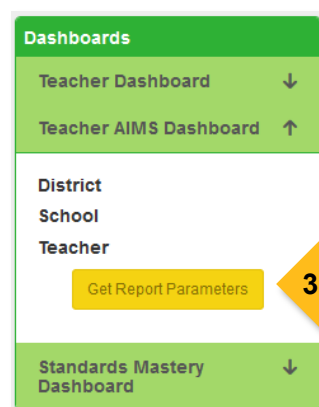 Dashboards
Teacher Dashboard
Teacher AIMS Dashboard
District
School
Teacher
Get Report Parameters
3
Standards Mastery
Dashboard